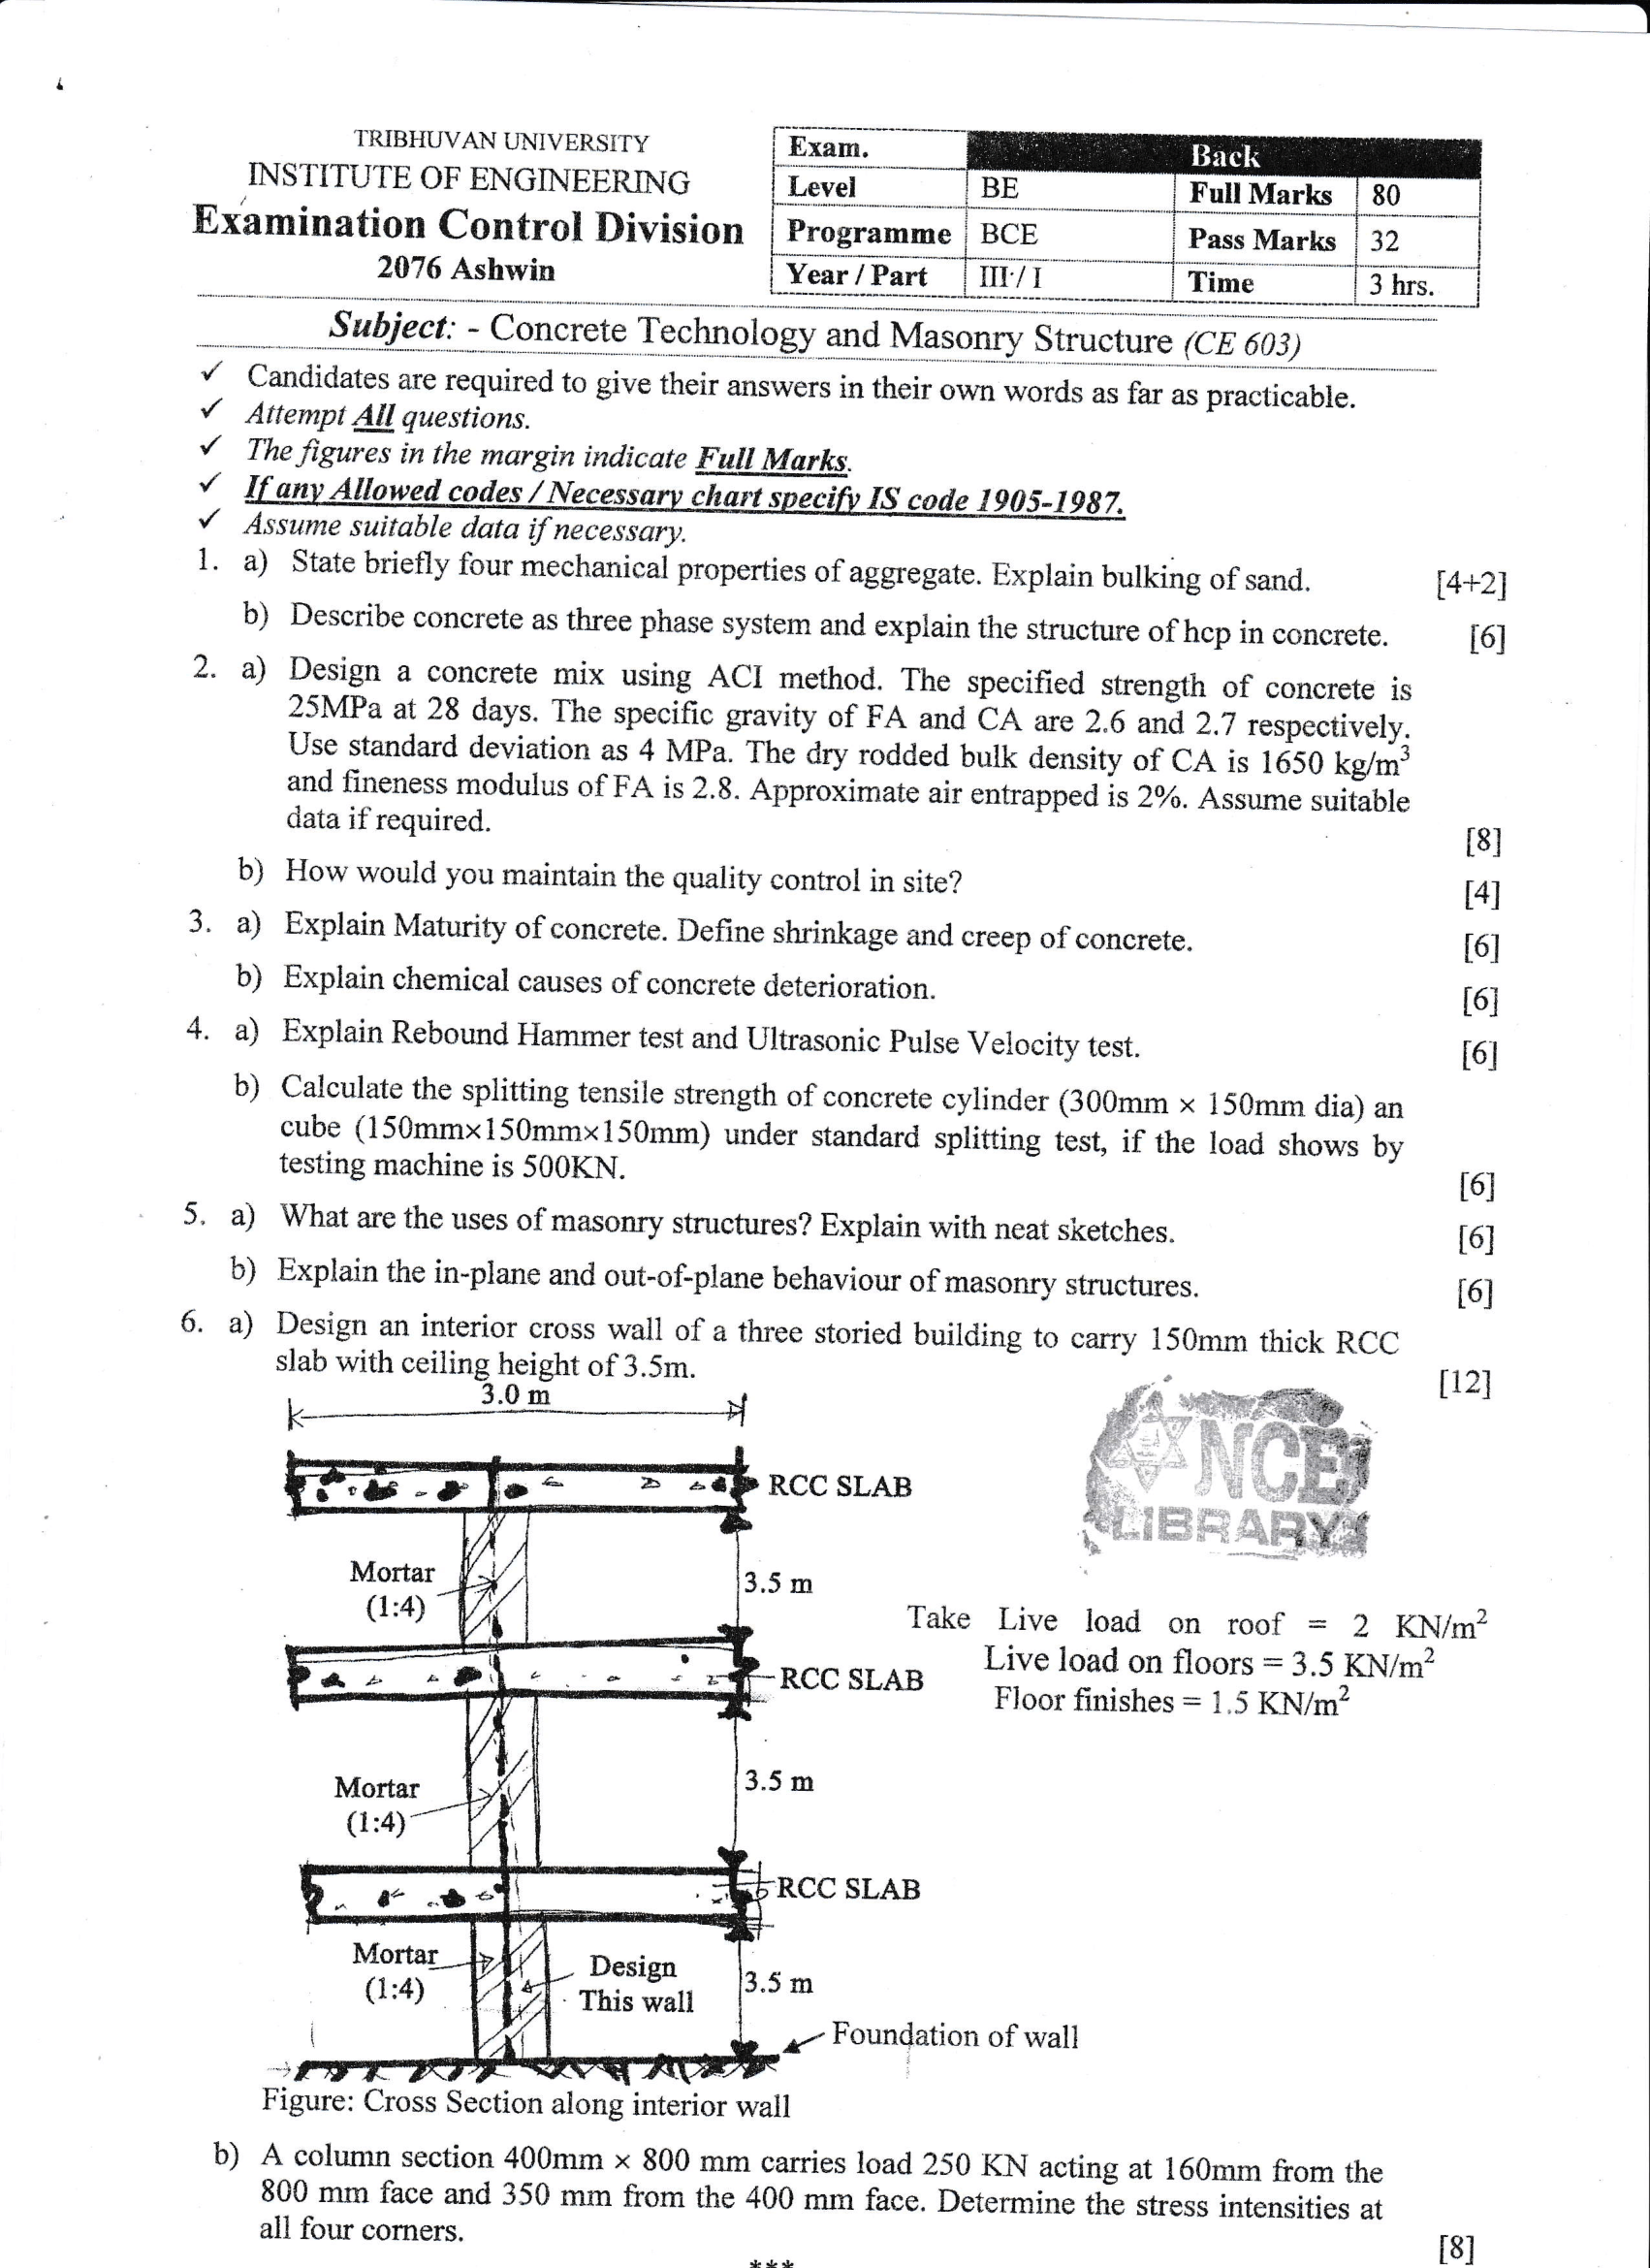 TRIBHUVAN UNIVERSITY
INSTITUTE OF ENGINEERING
Examination Control Division
2076 Ashwin
Exam. Back
Level BE Full Marks 80
Programme BCE Pass Marks 32
Year / Part III / I Time 3 hrs.
Subject: - Concrete Technology and Masonry Structure (CE 603)
✓ Candidates are required to give their answers in their own words as far as practicable.
✓ Attempt All questions.
✓ The figures in the margin indicate Full Marks.
✓ If any Allowed codes / Necessary chart specify IS code 1905-1987.
✓ Assume suitable data if necessary.
1. a) State briefly four mechanical properties of aggregate. Explain bulking of sand. [4+2]
b) Describe concrete as three phase system and explain the structure of hcp in concrete. [6]
2. a) Design a concrete mix using ACI method. The specified strength of concrete is
25MPa at 28 days. The specific gravity of FA and CA are 2.6 and 2.7 respectively.
Use standard deviation as 4 MPa. The dry rodded bulk density of CA is 1650 kg/m³
and fineness modulus of FA is 2.8. Approximate air entrapped is 2%. Assume suitable
data if required. [8]
b) How would you maintain the quality control in site? [4]
3. a) Explain Maturity of concrete. Define shrinkage and creep of concrete. [6]
b) Explain chemical causes of concrete deterioration. [6]
4. a) Explain Rebound Hammer test and Ultrasonic Pulse Velocity test. [6]
b) Calculate the splitting tensile strength of concrete cylinder (300mm × 150mm dia) an
cube (150mm×150mm×150mm) under standard splitting test, if the load shows by
testing machine is 500KN. [6]
5. a) What are the uses of masonry structures? Explain with neat sketches. [6]
b) Explain the in-plane and out-of-plane behaviour of masonry structures. [6]
6. a) Design an interior cross wall of a three storied building to carry 150mm thick RCC
slab with ceiling height of 3.5m. [12]
3.0 m
NCE
LIBRARY
RCC SLAB
Mortar
(1:4)
3.5 m
Take Live load on roof = 2 KN/m²
Live load on floors = 3.5 KN/m²
Floor finishes = 1.5 KN/m²
RCC SLAB
Mortar
(1:4)
3.5 m
RCC SLAB
Mortar
(1:4)
Design
This wall
3.5 m
Foundation of wall
Figure: Cross Section along interior wall
b) A column section 400mm × 800 mm carries load 250 KN acting at 160mm from the
800 mm face and 350 mm from the 400 mm face. Determine the stress intensities at
all four corners. [8]
***